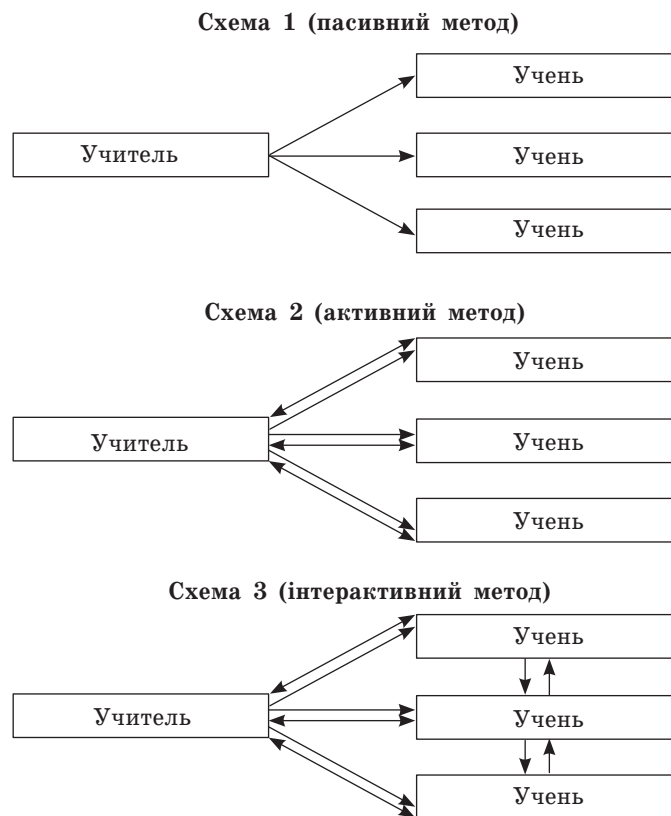 Схема 1 (пасивний метод)
Учень
Учитель
Учень
Учень
Схема 2 (активний метод)
Учень
Учитель
Учень
Учень
Схема 3 (інтерактивний метод)
Учень
Учитель
Учень
Учень